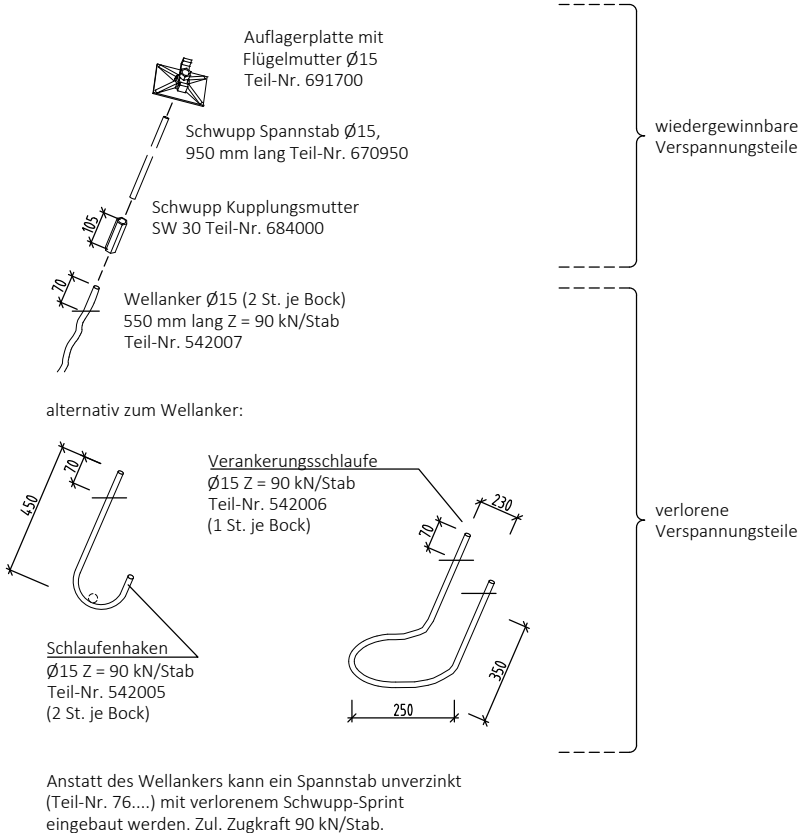 Auflagerplatte mit
Flügelmutter Ø15
Teil-Nr. 691700
Schwupp Spannstab Ø15,
950 mm lang Teil-Nr. 670950
wiedergewinnbare
Verspannungsteile
Schwupp Kupplungsmutter
SW 30 Teil-Nr. 684000
105
70
Wellanker Ø15 (2 St. je Bock)
550 mm lang Z = 90 kN/Stab
Teil-Nr. 542007
alternativ zum Wellanker:
70
450
Verankerungsschlaufe
Ø15 Z = 90 kN/Stab
Teil-Nr. 542006
(1 St. je Bock)
70
230
verlorene
Verspannungsteile
Schlaufenhaken
Ø15 Z = 90 kN/Stab
Teil-Nr. 542005
(2 St. je Bock)
350
250
Anstatt des Wellankers kann ein Spannstab unverzinkt
(Teil-Nr. 76....) mit verlorenem Schwupp-Sprint
eingebaut werden. Zul. Zugkraft 90 kN/Stab.